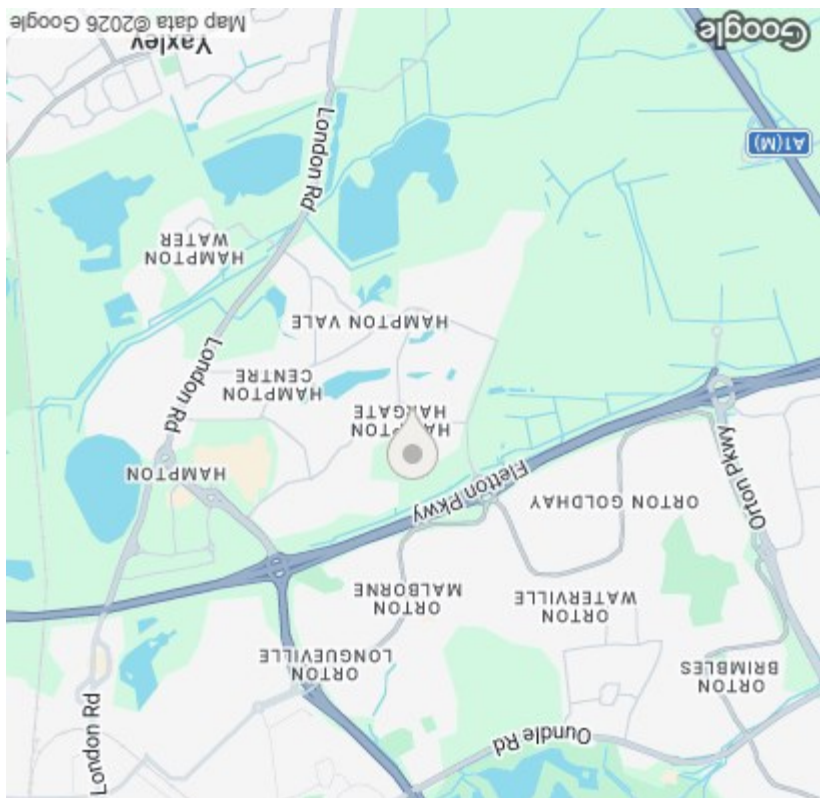 Oundle Rd
London Rd
ORTON
BRIMBLES
ORTON
LONGUEVILLE
ORTON
WATERVILLE
ORTON
MALBORNE
Orton Pkwy
ORTON GOLDHAY
Fletton Pkwy
HAMPTON
HAMPTON
HARGATE
HAMPTON
CENTRE
London Rd
HAMPTON VALE
HAMPTON
WATER
London Rd
A1(M)
Yaxley
Google
Map data ©2026 Google